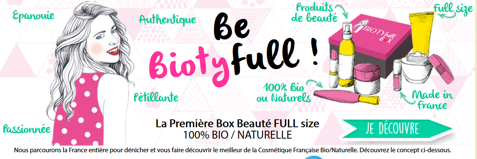 Epanouie
Authentique
Be
Biotyfull !
Pétillante
Passionnée
Produits
de beauté
full size
BIOTYfull
100% Bio
ou Naturels
Made in
France
La Première Box Beauté FULL size
100% BIO / NATURELLE
JE DÉCOUVRE
Nous parcourons la France entière pour dénicher et vous faire découvrir le meilleur de la Cosmétique Française Bio/Naturelle. Découvrez le concept ci-dessous.